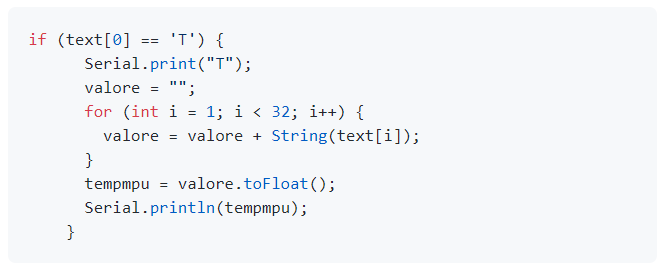 if (text[0] == 'T') {
      Serial.print("T");
      valore = "";
      for (int i = 1; i < 32; i++) {
        valore = valore + String(text[i]);
      }
      tempmpu = valore.toFloat();
      Serial.println(tempmpu);
    }